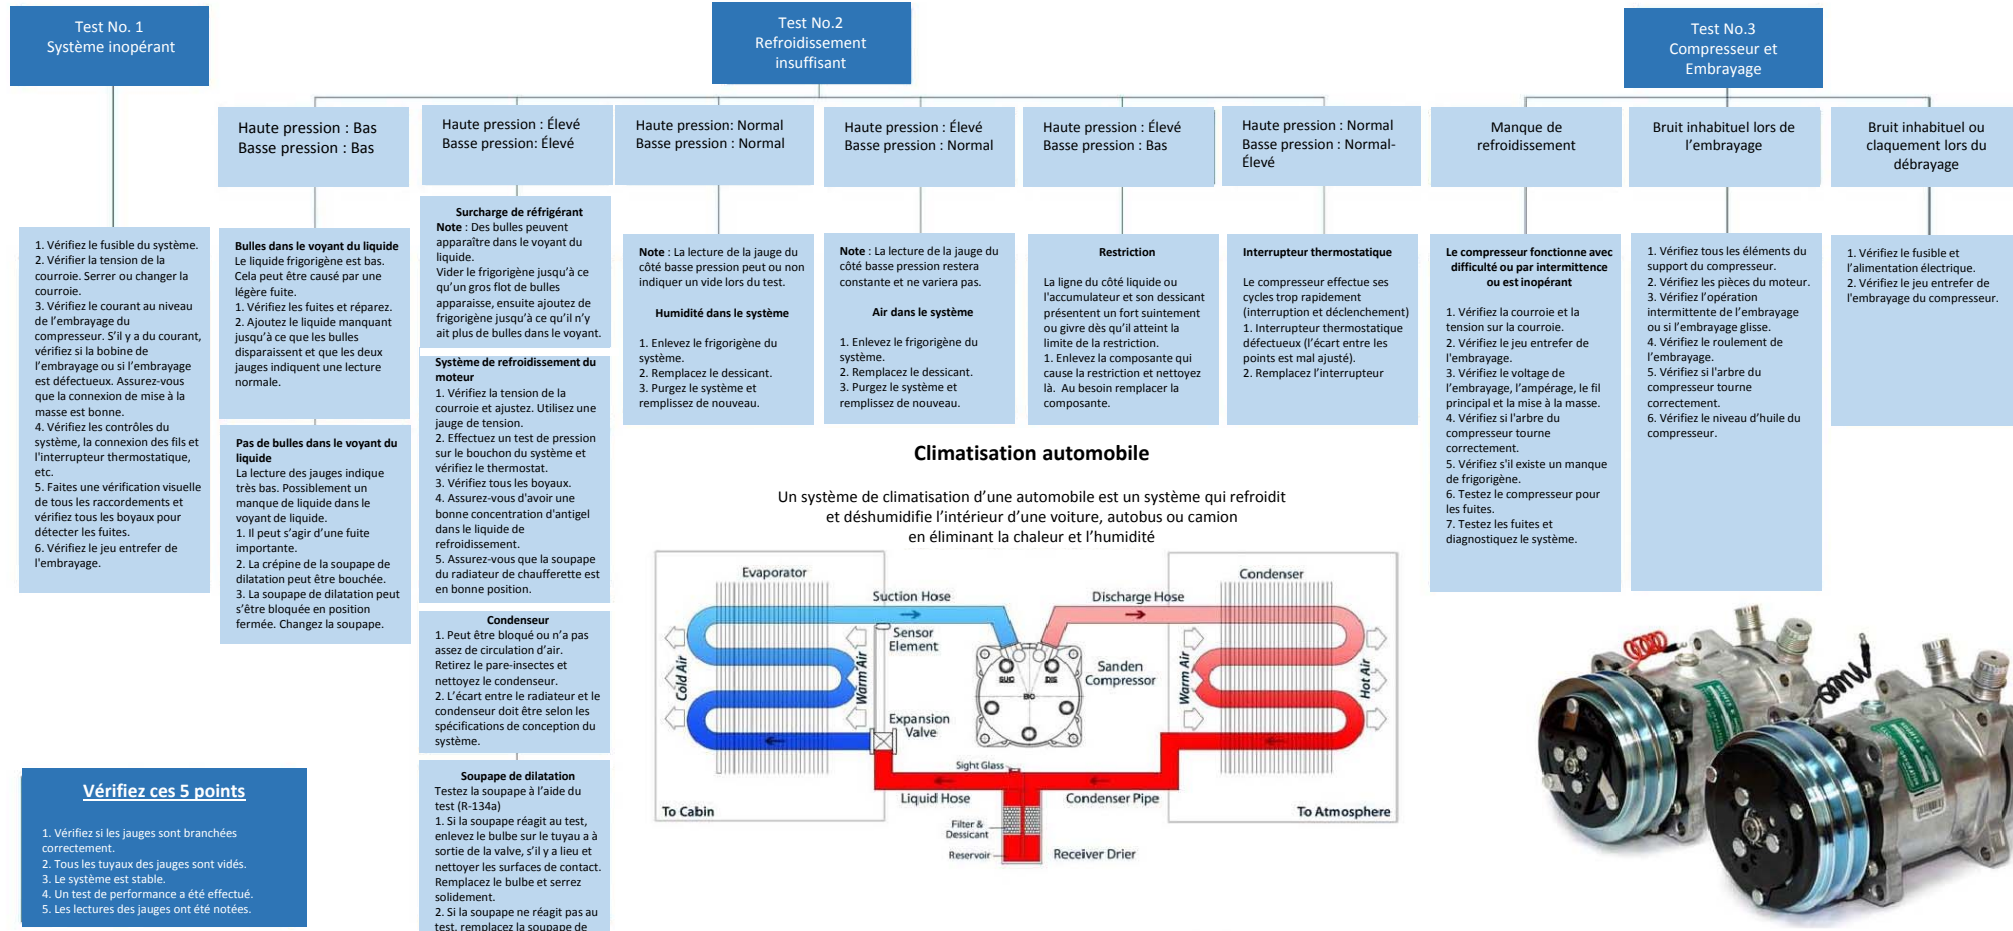 Test No. 1
Système inopérant
Test No.2
Refroidissement
insuffisant
Test No.3
Compresseur et
Embrayage
Haute pression : Bas
Basse pression : Bas
Haute pression : Élevé
Basse pression: Élevé
Haute pression: Normal
Basse pression : Normal
Haute pression : Élevé
Basse pression : Normal
Haute pression : Élevé
Basse pression : Bas
Haute pression : Normal
Basse pression : Normal-
Élevé
Manque de
refroidissement
Bruit inhabituel lors de
l’embrayage
Bruit inhabituel ou
claquement lors du
débrayage
1. Vérifiez le fusible du système.
2. Vérifier la tension de la
courroie. Serrer ou changer la
courroie.
3. Vérifiez le courant au niveau
de l’embrayage du
compresseur. S’il y a du courant,
vérifiez si la bobine de
l’embrayage ou si l’embrayage
est défectueux. Assurez-vous
que la connexion de mise à la
masse est bonne.
4. Vérifiez les contrôles du
système, la connexion des fils et
l'interrupteur thermostatique,
etc.
5. Faites une vérification visuelle
de tous les raccordements et
vérifiez tous les boyaux pour
détecter les fuites.
6. Vérifiez le jeu entrefer de
l'embrayage.
Bulles dans le voyant du liquide
Le liquide frigorigène est bas.
Cela peut être causé par une
légère fuite.
1. Vérifiez les fuites et réparez.
2. Ajoutez le liquide manquant
jusqu’à ce que les bulles
disparaissent et que les deux
jauges indiquent une lecture
normale.
Pas de bulles dans le voyant du
liquide
La lecture des jauges indique
très bas. Possiblement un
manque de liquide dans le
voyant de liquide.
1. Il peut s’agir d’une fuite
importante.
2. La crépine de la soupape de
dilatation peut être bouchée.
3. La soupape de dilatation peut
s’être bloquée en position
fermée. Changez la soupape.
Surcharge de réfrigérant
Note : Des bulles peuvent
apparaître dans le voyant du
liquide.
Vider le frigorigène jusqu’à ce
qu’un gros flot de bulles
apparaisse, ensuite ajoutez de
frigorigène jusqu’à ce qu’il n’y
ait plus de bulles dans le voyant.
Système de refroidissement du
moteur
1. Vérifiez la tension de la
courroie et ajustez. Utilisez une
jauge de tension.
2. Effectuez un test de pression
sur le bouchon du système et
vérifiez le thermostat.
3. Vérifiez tous les boyaux.
4. Assurez-vous d'avoir une
bonne concentration d'antigel
dans le liquide de
refroidissement.
5. Assurez-vous que la soupape
du radiateur de chaufferette est
en bonne position.
Condenseur
1. Peut être bloqué ou n’a pas
assez de circulation d’air.
Retirez le pare-insectes et
nettoyez le condenseur.
2. L’écart entre le radiateur et le
condenseur doit être selon les
spécifications de conception du
système.
Soupape de dilatation
Testez la soupape à l’aide du
test (R-134a)
1. Si la soupape réagit au test,
enlevez le bulbe sur le tuyau a à
sortie de la valve, s’il y a lieu et
nettoyer les surfaces de contact.
Remplacez le bulbe et serrez
solidement.
2. Si la soupape ne réagit pas au
test, remplacez la soupape de
Note : La lecture de la jauge du
côté basse pression peut ou non
indiquer un vide lors du test.
Humidité dans le système
1. Enlevez le frigorigène du
système.
2. Remplacez le dessicant.
3. Purgez le système et
remplissez de nouveau.
Note : La lecture de la jauge du
côté basse pression restera
constante et ne variera pas.
Air dans le système
1. Enlevez le frigorigène du
système.
2. Remplacez le dessicant.
3. Purgez le système et
remplissez de nouveau.
Restriction
La ligne du côté liquide ou
l'accumulateur et son dessicant
présentent un fort suintement
ou givre dès qu’il atteint la
limite de la restriction.
1. Enlevez la composante qui
cause la restriction et nettoyez
là. Au besoin remplacer la
composante.
Interrupteur thermostatique
Le compresseur effectue ses
cycles trop rapidement
(interruption et déclenchement)
1. Interrupteur thermostatique
défectueux (l’écart entre les
points est mal ajusté).
2. Remplacez l’interrupteur
Le compresseur fonctionne avec
difficulté ou par intermittence
ou est inopérant
1. Vérifiez la courroie et la
tension sur la courroie.
2. Vérifiez le jeu entrefer de
l'embrayage.
3. Vérifiez le voltage de
l’embrayage, l’ampérage, le fil
principal et la mise à la masse.
4. Vérifiez si l'arbre du
compresseur tourne
correctement.
5. Vérifiez s'il existe un manque
de frigorigène.
6. Testez le compresseur pour
les fuites.
7. Testez les fuites et
diagnostiquez le système.
1. Vérifiez tous les éléments du
support du compresseur.
2. Vérifiez les pièces du moteur.
3. Vérifiez l’opération
intermittente de l’embrayage
ou si l’embrayage glisse.
4. Vérifiez le roulement de
l’embrayage.
5. Vérifiez si l'arbre du
compresseur tourne
correctement.
6. Vérifiez le niveau d’huile du
compresseur.
1. Vérifiez le fusible et
l’alimentation électrique.
2. Vérifiez le jeu entrefer de
l'embrayage du compresseur.
Climatisation automobile
Un système de climatisation d’une automobile est un système qui refroidit
et déshumidifie l’intérieur d’une voiture, autobus ou camion
en éliminant la chaleur et l’humidité
Evaporator
Condenser
Suction Hose
Discharge Hose
Sensor
Element
Sanden
Compressor
SUC
DIS
Cold Air
Warm Air
Warm Air
Hot Air
Expansion
Valve
Sight Glass
Liquid Hose
Condenser Pipe
To Cabin
To Atmosphere
Filter &
Dessicant
Reservoir
Receiver Drier
Vérifiez ces 5 points
1. Vérifiez si les jauges sont branchées
correctement.
2. Tous les tuyaux des jauges sont vidés.
3. Le système est stable.
4. Un test de performance a été effectué.
5. Les lectures des jauges ont été notées.